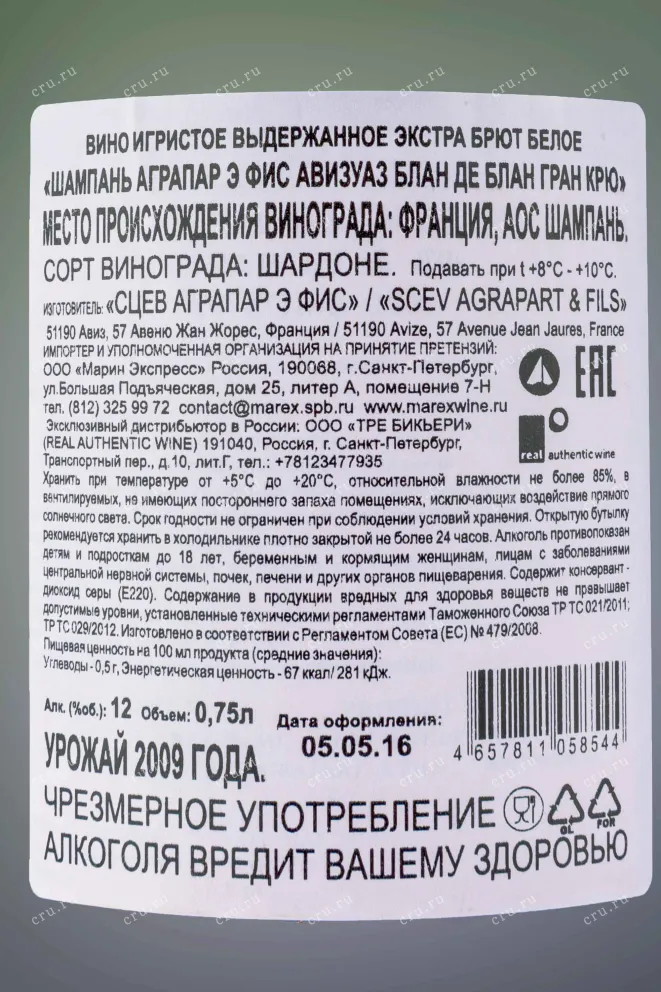 ВИНО ИГРИСТОЕ ВЫДЕРЖАННОЕ ЭКСТРА БРЮТ БЕЛОЕ
«ШАМПАНЬ АГРАПАР Э ФИС АВИЗУАЗ БЛАН ДЕ БЛАН ГРАН КРЮ»
МЕСТО ПРОИСХОЖДЕНИЯ ВИНОГРАДА: ФРАНЦИЯ, АОС ШАМПАНЬ.
СОРТ ВИНОГРАДА: ШАРДОНЕ. Подавать при t +8°С - +10°С.
ИЗГОТОВИТЕЛЬ: «СЦЕВ АГРАПАР Э ФИС» / «SCEV AGRAPART & FILS»
51190 Авиз, 57 Авеню Жан Жорес, Франция / 51190 Avize, 57 Avenue Jean Jaures, France
ИМПОРТЕР И УПОЛНОМОЧЕННАЯ ОРГАНИЗАЦИЯ НА ПРИНЯТИЕ ПРЕТЕНЗИЙ:
ООО «Марин Экспресс» Россия, 190068, г.Санкт-Петербург,
ул.Большая Подъяческая, дом 25, литер А, помещение 7-Н
тел. (812) 325 99 72 contact@marex.spb.ru www.marexwine.ru
Эксклюзивный дистрибьютор в России: ООО «ТРЕ БИКЬЕРИ»
(REAL AUTHENTIC WINE) 191040, Россия, г. Санкт-Петербург,
Транспортный пер., д.10, лит.Г, тел.: +78123477935
ЕАС
real authentic wine
Хранить при температуре от +5°С до +20°С, относительной влажности не более 85%, в
вентилируемых, не имеющих постороннего запаха помещениях, исключающих воздействие прямого
солнечного света. Срок годности не ограничен при соблюдении условий хранения. Открытую бутылку
рекомендуется хранить в холодильнике плотно закрытой не более 24 часов. Алкоголь противопоказан
детям и подросткам до 18 лет, беременным и кормящим женщинам, лицам с заболеваниями
центральной нервной системы, почек, печени и других органов пищеварения. Содержит консервант -
диоксид серы (Е220). Содержание в продукции вредных для здоровья веществ не превышает
допустимые уровни, установленные техническими регламентами Таможенного Союза ТР ТС 021/2011;
ТР ТС 029/2012. Изготовлено в соответствии с Регламентом Совета (ЕС) № 479/2008.
Пищевая ценность на 100 мл продукта (средние значения):
Углеводы - 0,5 г, Энергетическая ценность - 67 ккал/ 281 кДж.
Алк. (%об.): 12 Объем: 0,75л
Дата оформления:
05.05.16
4 657811 058544
УРОЖАЙ 2009 ГОДА.
ЧРЕЗМЕРНОЕ УПОТРЕБЛЕНИЕ
GL FOR
АЛКОГОЛЯ ВРЕДИТ ВАШЕМУ ЗДОРОВЬЮ
cru.ru